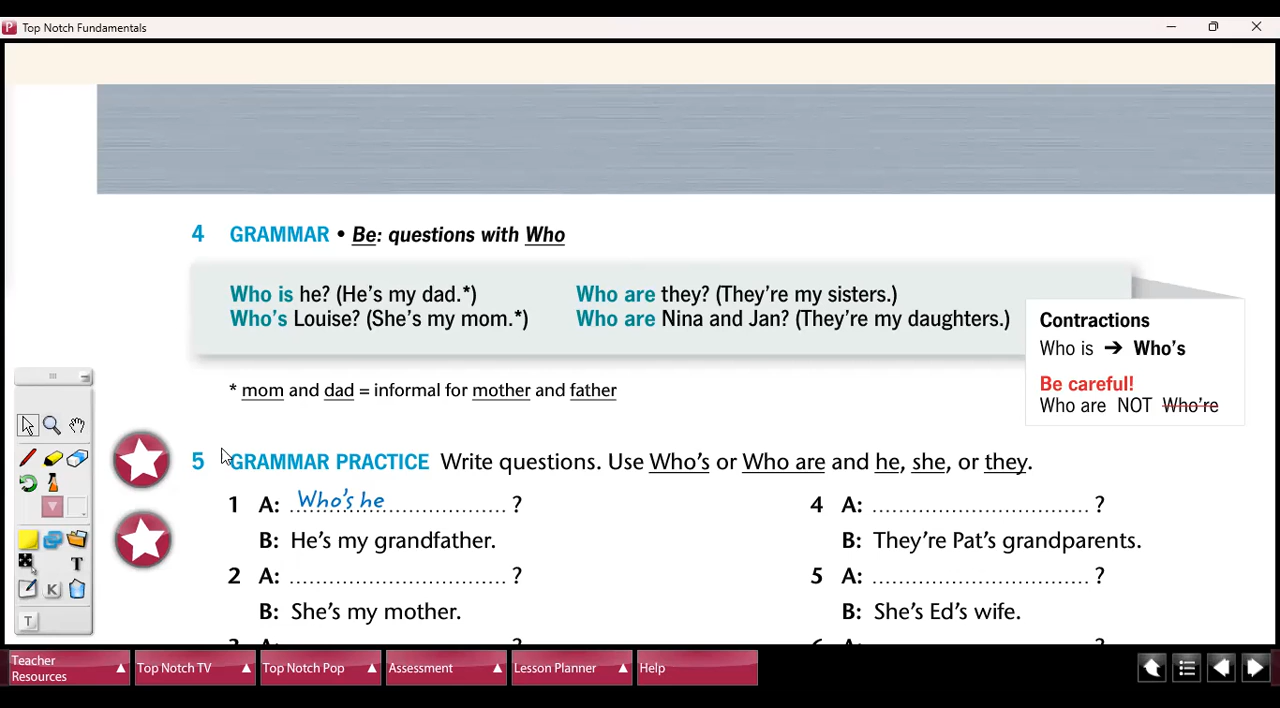 Top Notch Fundamentals
4 GRAMMAR • Be: questions with Who
Who is he? (He's my dad.*)
Who's Louise? (She's my mom.*)
Who are they? (They're my sisters.)
Who are Nina and Jan? (They're my daughters.)
Contractions
Who is ➔ Who's
Be careful!
Who are NOT Who're
* mom and dad = informal for mother and father
5 GRAMMAR PRACTICE Write questions. Use Who's or Who are and he, she, or they.
1 A: Who's he ?
B: He's my grandfather.
2 A: ................................ ?
B: She's my mother.
4 A: ................................ ?
B: They're Pat's grandparents.
5 A: ................................ ?
B: She's Ed's wife.
T
K
T
Teacher
Resources
Top Notch TV
Top Notch Pop
Assessment
Lesson Planner
Help